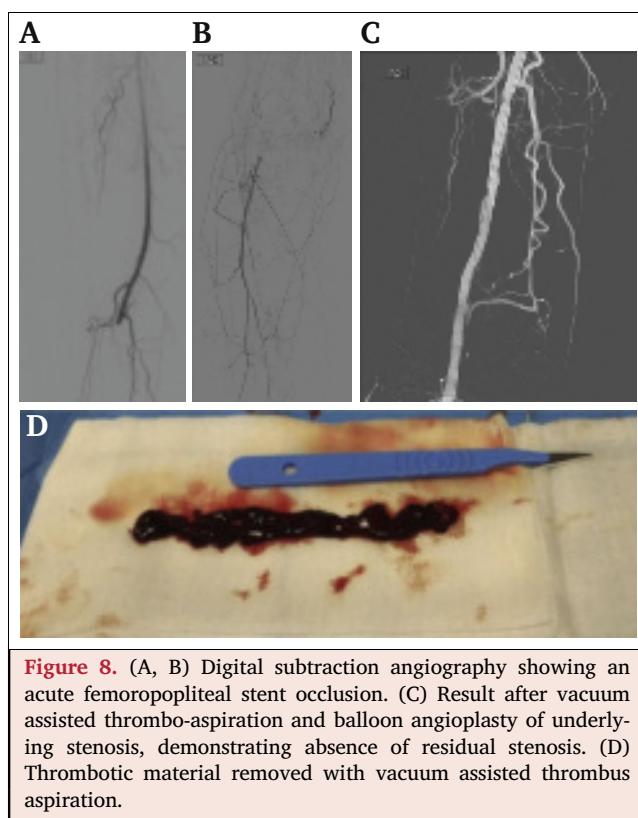 A
B
C
D
Figure 8. (A, B) Digital subtraction angiography showing an
acute femoropopliteal stent occlusion. (C) Result after vacuum
assisted thrombo-aspiration and balloon angioplasty of underly-
ing stenosis, demonstrating absence of residual stenosis. (D)
Thrombotic material removed with vacuum assisted thrombus
aspiration.